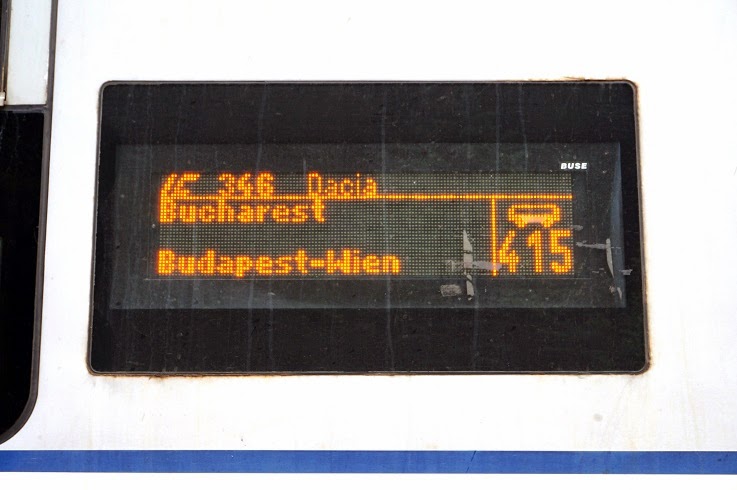 BUSE
IC 346 Dacia
Bucharest
Budapest-Wien
415